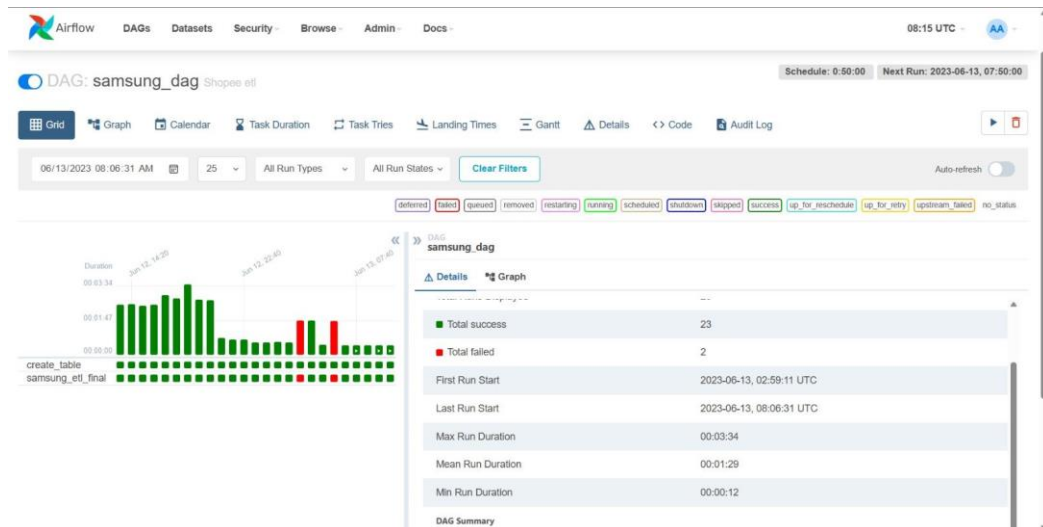 Airflow DAGs Datasets Security Browse Admin Docs 08:15 UTC AA
DAG: samsung_dag Shopee etl Schedule: 0:50:00 Next Run: 2023-06-13, 07:50:00
Grid Graph Calendar Task Duration Task Tries Landing Times Gantt Details <> Code Audit Log
06/13/2023 08:06:31 AM 25 All Run Types All Run States Clear Filters Auto-refresh
deferred failed queued removed restarting running scheduled shutdown skipped success up_for_reschedule up_for_retry upstream_failed no_status
DAG
samsung_dag
Details Graph
Duration
Jun 12, 14:20 Jun 12, 22:40 Jun 13, 07:40
00:03:34
00:01:47
00:00:00
create_table
samsung_etl_final
Total success 23
Total failed 2
First Run Start 2023-06-13, 02:59:11 UTC
Last Run Start 2023-06-13, 08:06:31 UTC
Max Run Duration 00:03:34
Mean Run Duration 00:01:29
Min Run Duration 00:00:12
DAG Summary